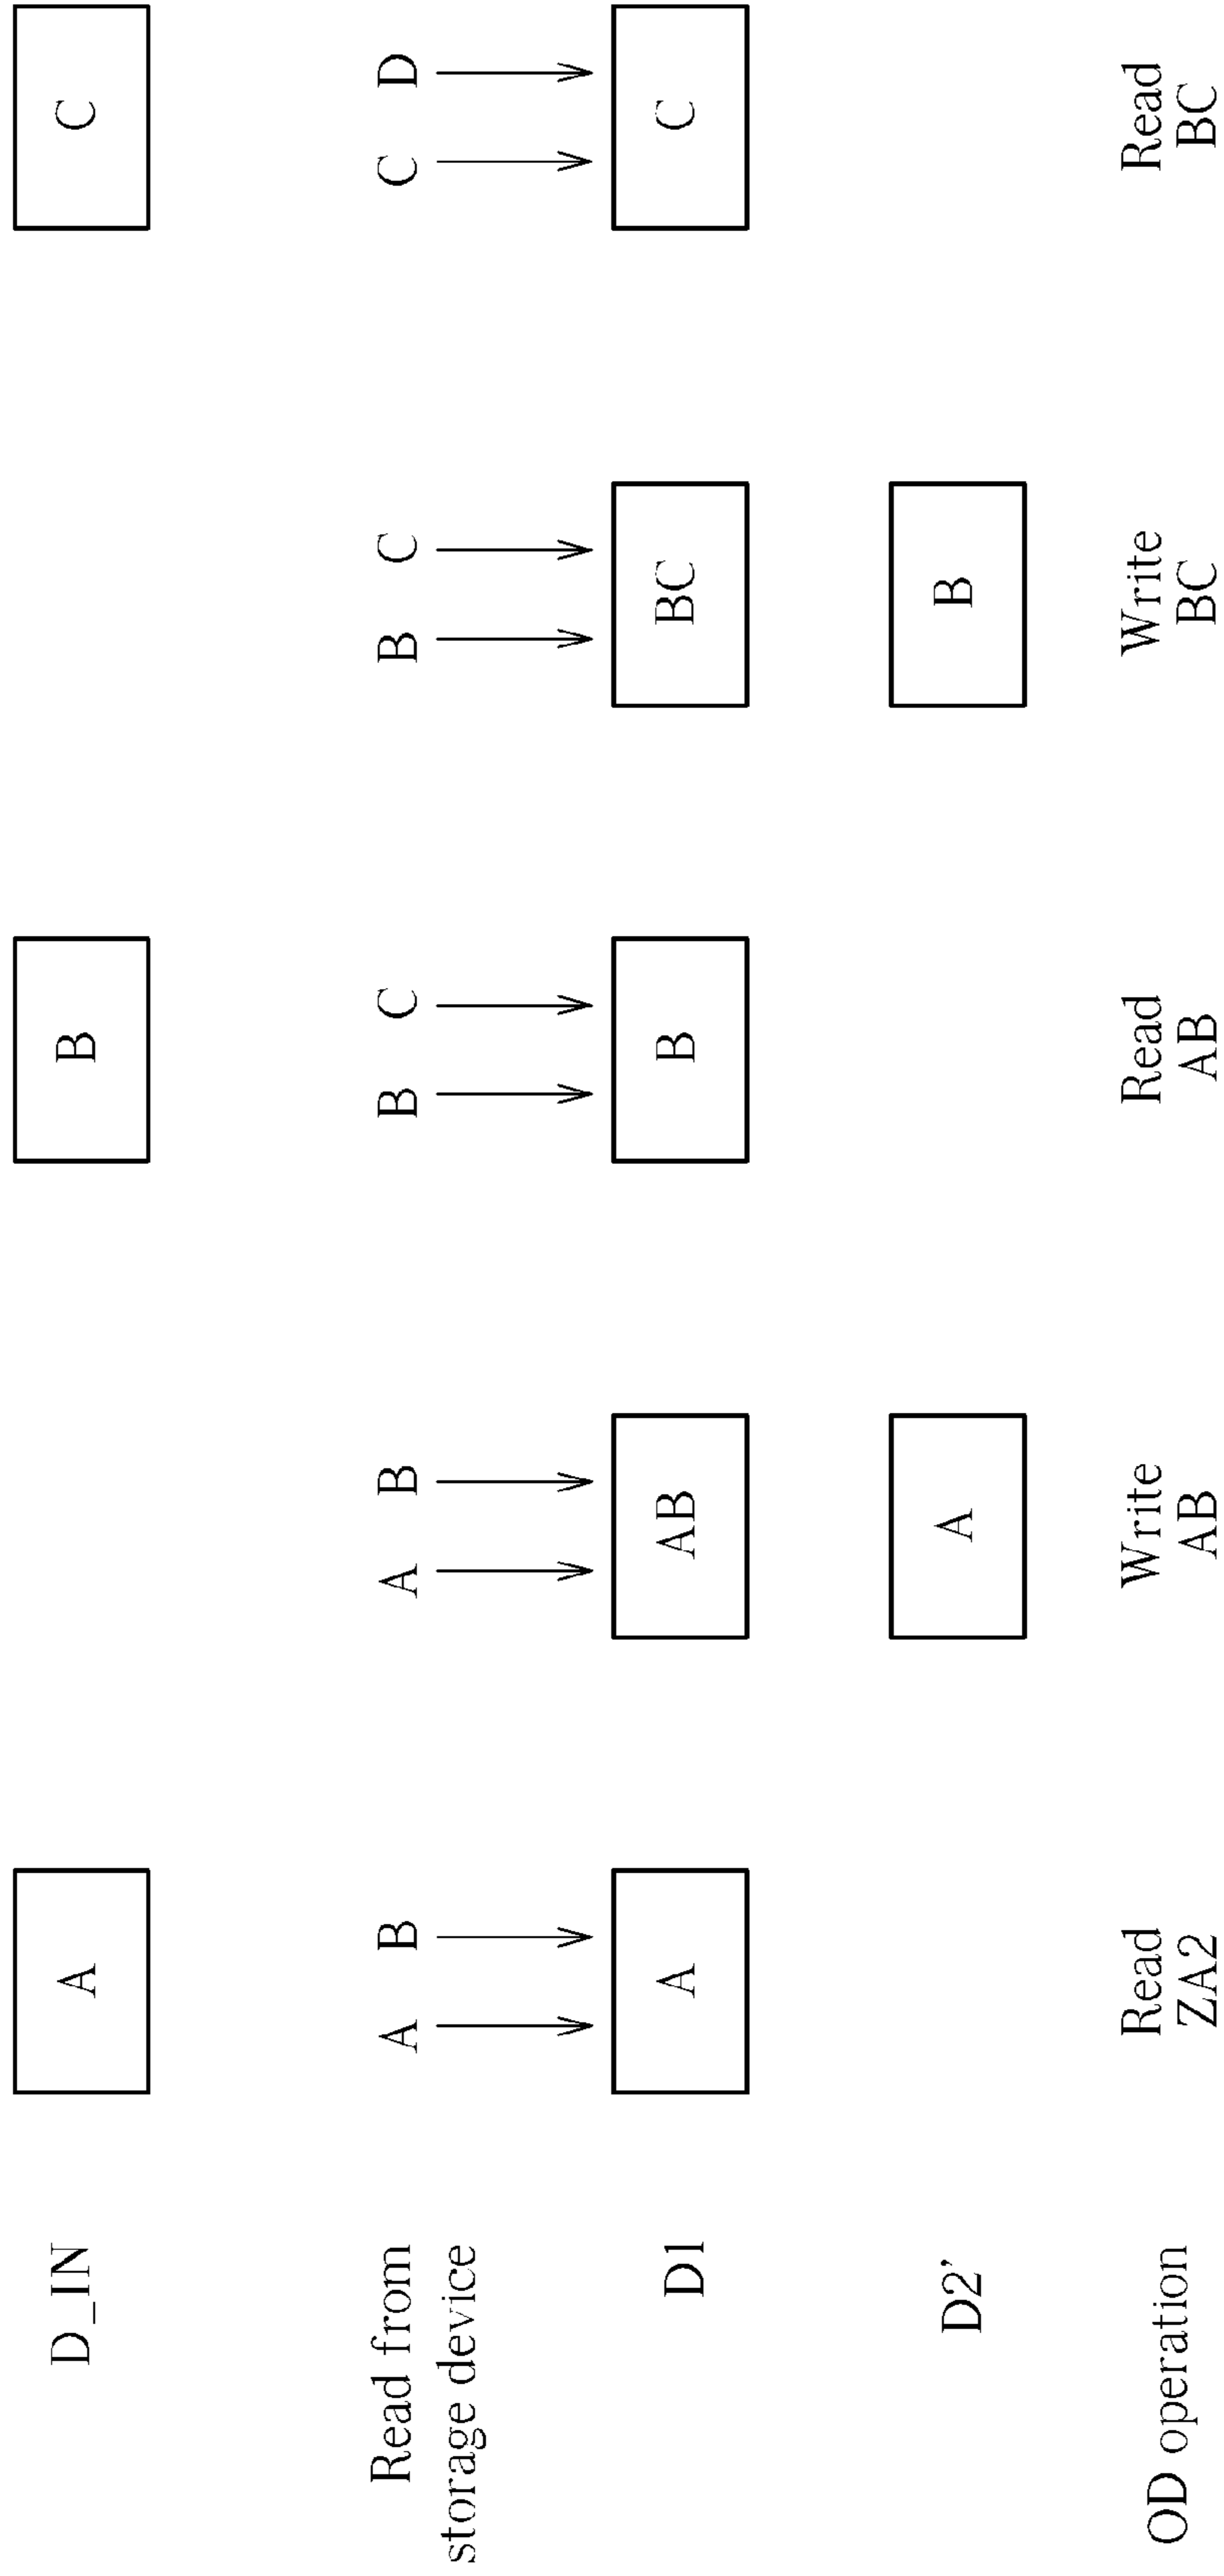 D_IN
A
B
C
Read from
storage device
A B
A B
B C
B C
C D
D1
A
AB
B
BC
C
D2'
A
B
OD operation
Read
ZA2
Write
AB
Read
AB
Write
BC
Read
BC